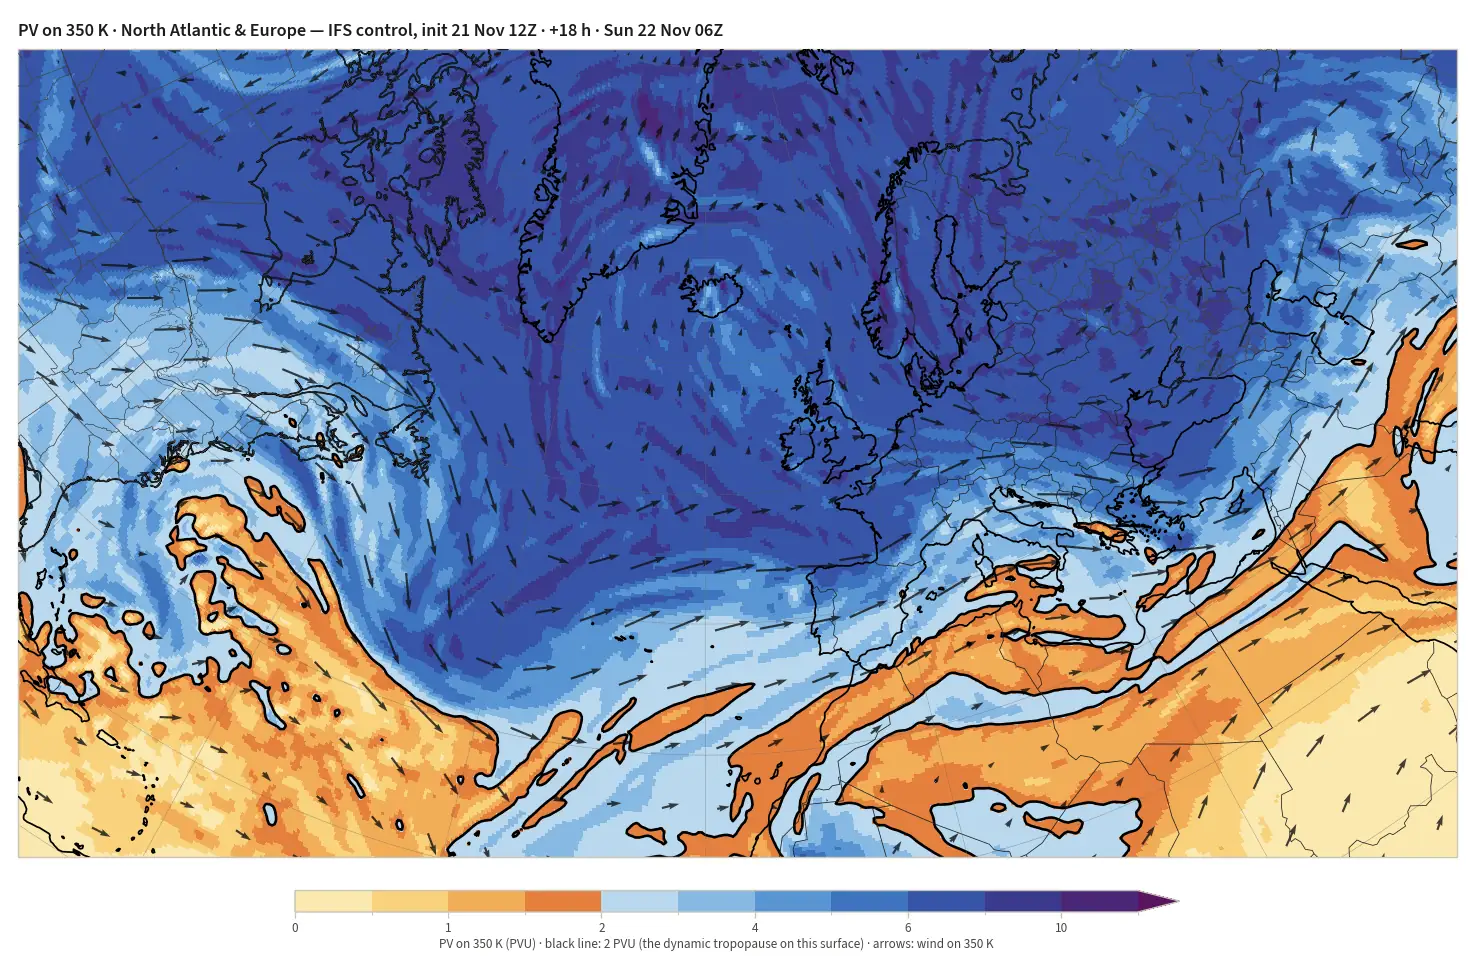 PV on 350 K · North Atlantic & Europe — IFS control, init 21 Nov 12Z · +18 h · Sun 22 Nov 06Z
0 1 2 4 6 10
PV on 350 K (PVU) · black line: 2 PVU (the dynamic tropopause on this surface) · arrows: wind on 350 K